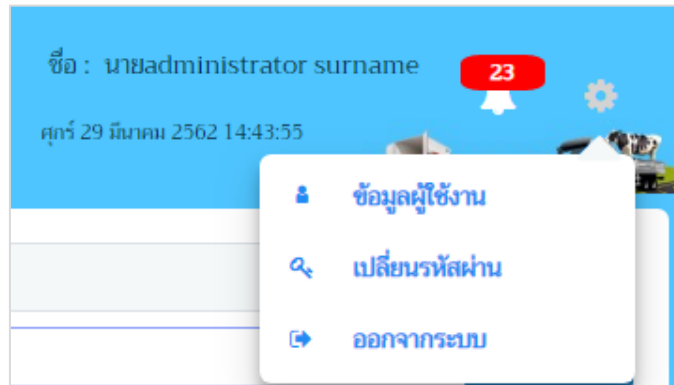 ชื่อ : นายadministrator surname
23
ศุกร์ 29 มีนาคม 2562 14:43:55
ข้อมูลผู้ใช้งาน
เปลี่ยนรหัสผ่าน
ออกจากระบบ